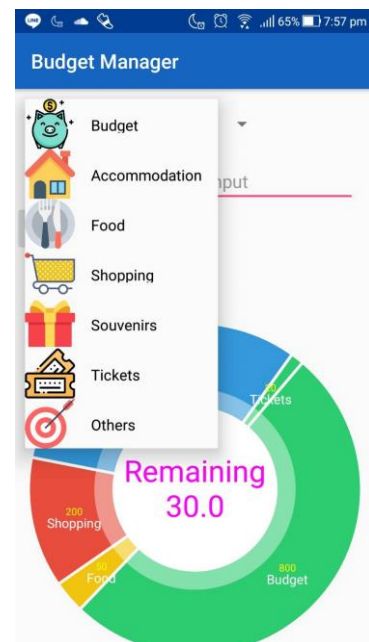 LINE
65%
7:57 pm
Budget Manager
Budget
Accommodation
nput
Food
Shopping
Souvenirs
Tickets
Others
Tickets
Remaining
30.0
200
Shopping
50
Food
800
Budget